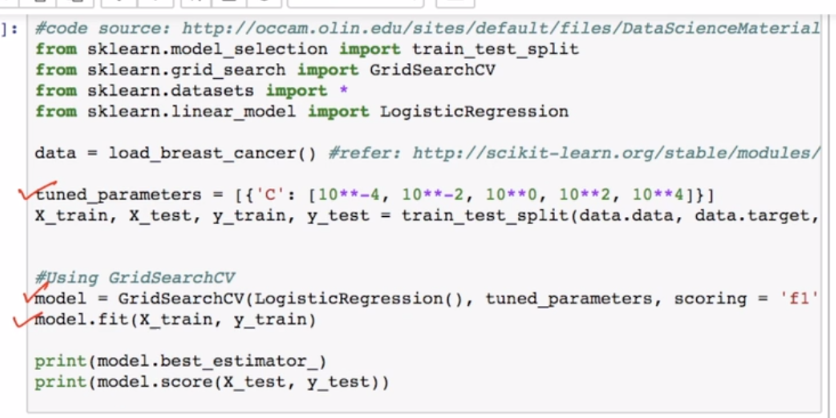 ]:
#code source: http://occam.olin.edu/sites/default/files/DataScienceMaterial
from sklearn.model_selection import train_test_split
from sklearn.grid_search import GridSearchCV
from sklearn.datasets import *
from sklearn.linear_model import LogisticRegression
data = load_breast_cancer() #refer: http://scikit-learn.org/stable/modules/
tuned_parameters = [{'C': [10**-4, 10**-2, 10**0, 10**2, 10**4]}]
X_train, X_test, y_train, y_test = train_test_split(data.data, data.target,
#Using GridSearchCV
model = GridSearchCV(LogisticRegression(), tuned_parameters, scoring = 'f1'
model.fit(X_train, y_train)
print(model.best_estimator_)
print(model.score(X_test, y_test))